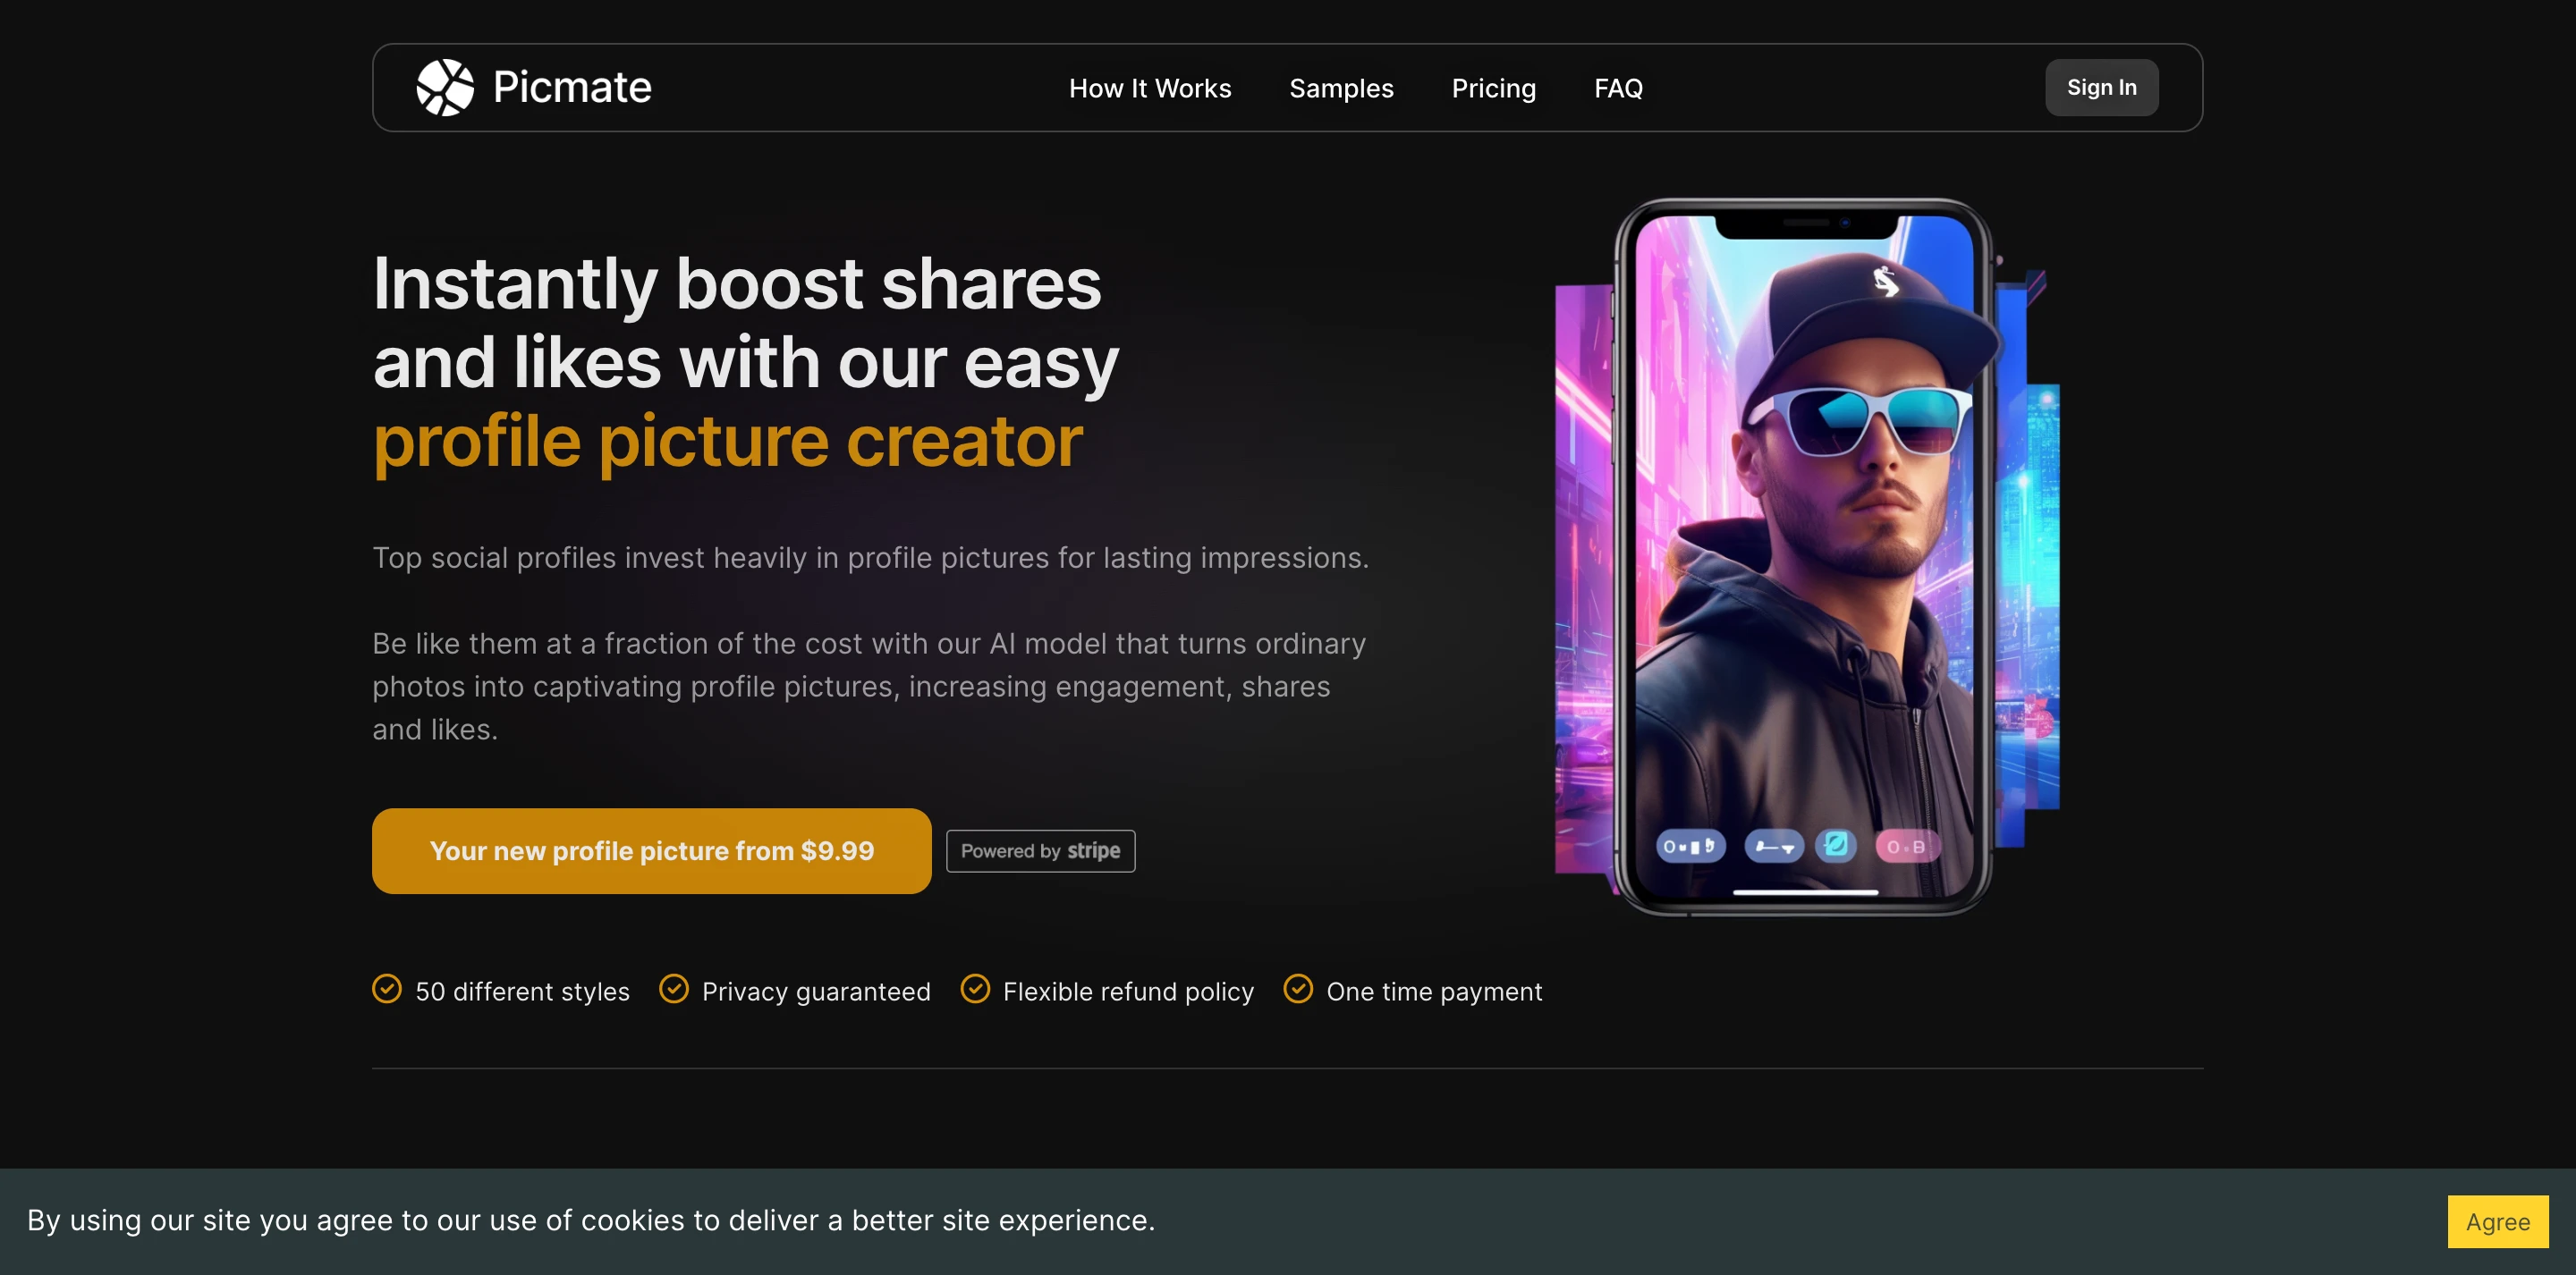 Picmate
How It Works
Samples
Pricing
FAQ
Sign In
Instantly boost shares
and likes with our easy
profile picture creator
Top social profiles invest heavily in profile pictures for lasting impressions.
Be like them at a fraction of the cost with our AI model that turns ordinary
photos into captivating profile pictures, increasing engagement, shares
and likes.
Your new profile picture from $9.99
Powered by stripe
50 different styles
Privacy guaranteed
Flexible refund policy
One time payment
By using our site you agree to our use of cookies to deliver a better site experience.
Agree